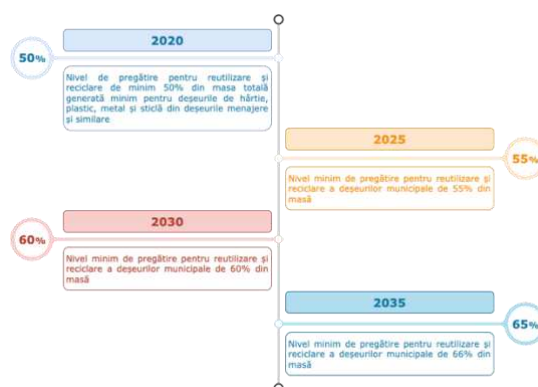 2020
50%
Nivel de pregătire pentru reutilizare și
reciclare de minim 50% din masa totală
generată minim pentru deșeurile de hârtie,
plastic, metal și sticlă din deșeurile menajere
și similare
2025
55%
Nivel minim de pregătire pentru reutilizare și
reciclare a deșeurilor municipale de 55% din
masă
2030
60%
Nivel minim de pregătire pentru reutilizare și
reciclare a deșeurilor municipale de 60% din
masă
2035
65%
Nivel minim de pregătire pentru reutilizare și
reciclare a deșeurilor municipale de 66% din
masă